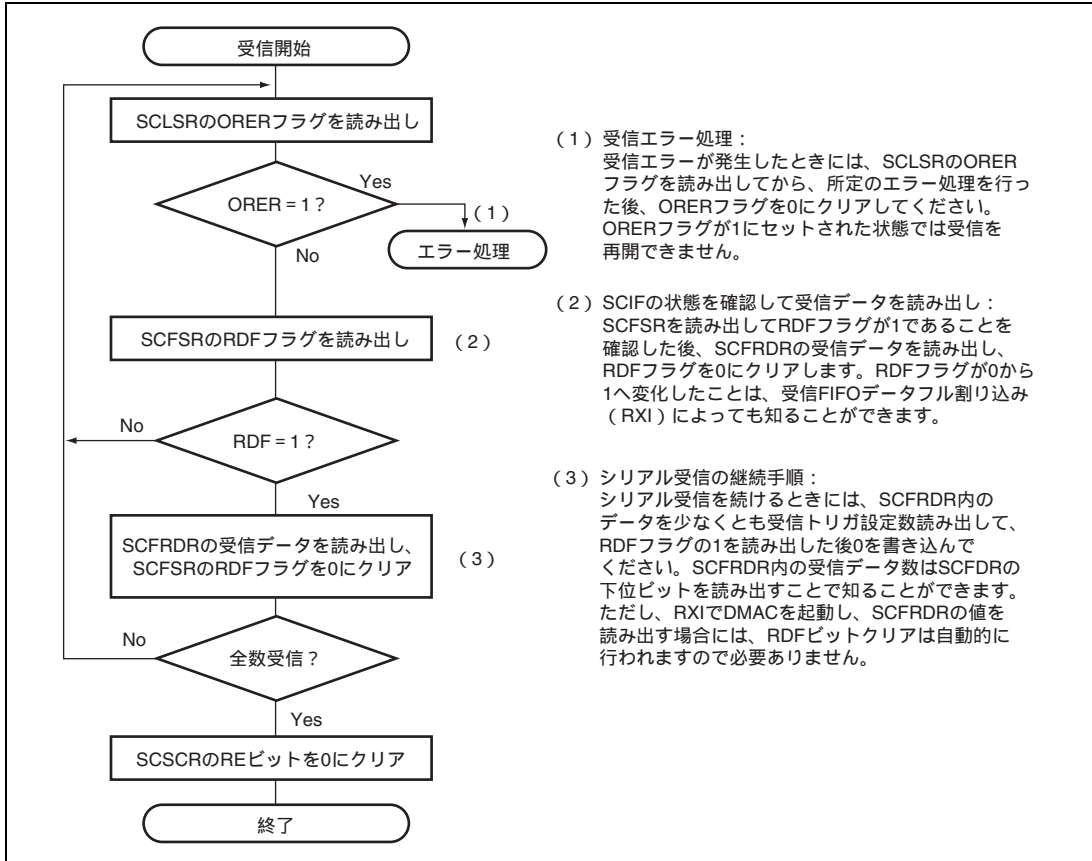 受信開始
SCLSRのORERフラグを読み出し
ORER = 1?
Yes
(1)
エラー処理
No
SCFSRのRDFフラグを読み出し
(2)
RDF = 1?
No
Yes
SCFRDRの受信データを読み出し、
SCFSRのRDFフラグを0にクリア
(3)
全数受信?
No
Yes
SCSCRのREビットを0にクリア
終了
(1)受信エラー処理:
受信エラーが発生したときには、SCLSRのORER
フラグを読み出してから、所定のエラー処理を行っ
た後、ORERフラグを0にクリアしてください。
ORERフラグが1にセットされた状態では受信を
再開できません。
(2)SCIFの状態を確認して受信データを読み出し:
SCFSRを読み出してRDFフラグが1であることを
確認した後、SCFRDRの受信データを読み出し、
RDFフラグを0にクリアします。RDFフラグが0から
1へ変化したことは、受信FIFOデータフル割り込み
(RXI)によっても知ることができます。
(3)シリアル受信の継続手順:
シリアル受信を続けるときには、SCFRDR内の
データを少なくとも受信トリガ設定数読み出して、
RDFフラグの1を読み出した後0を書き込んで
ください。SCFRDR内の受信データ数はSCFDRの
下位ビットを読み出すことで知ることができます。
ただし、RXIでDMACを起動し、SCFRDRの値を
読み出す場合には、RDFビットクリアは自動的に
行われますので必要ありません。